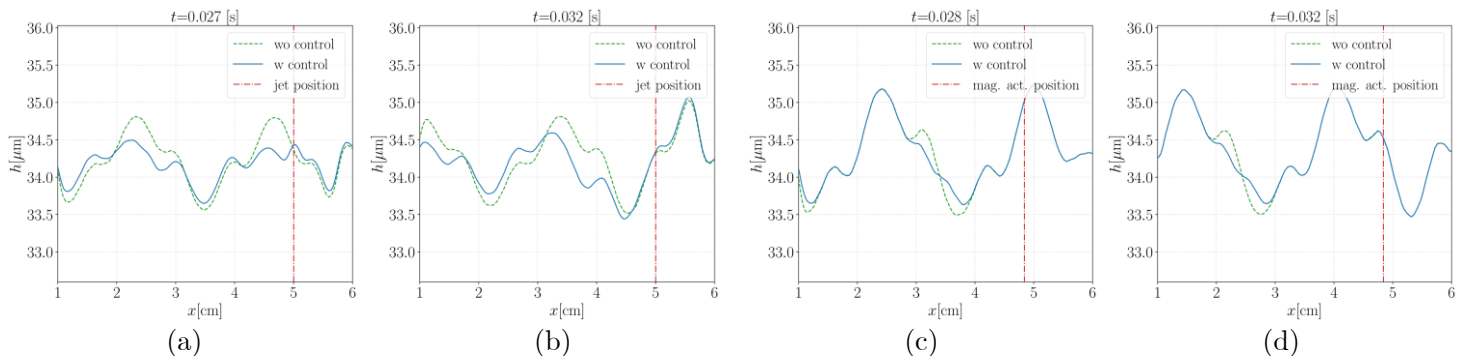 t=0.027 [s]
36.0
35.5
35.0
34.5
34.0
33.5
33.0
h[μm]
wo control
w control
jet position
1 2 3 4 5 6
x[cm]
(a)
t=0.032 [s]
36.0
35.5
35.0
34.5
34.0
33.5
33.0
h[μm]
wo control
w control
jet position
1 2 3 4 5 6
x[cm]
(b)
t=0.028 [s]
36.0
35.5
35.0
34.5
34.0
33.5
33.0
h[μm]
wo control
w control
mag. act. position
1 2 3 4 5 6
x[cm]
(c)
t=0.032 [s]
36.0
35.5
35.0
34.5
34.0
33.5
33.0
h[μm]
wo control
w control
mag. act. position
1 2 3 4 5 6
x[cm]
(d)